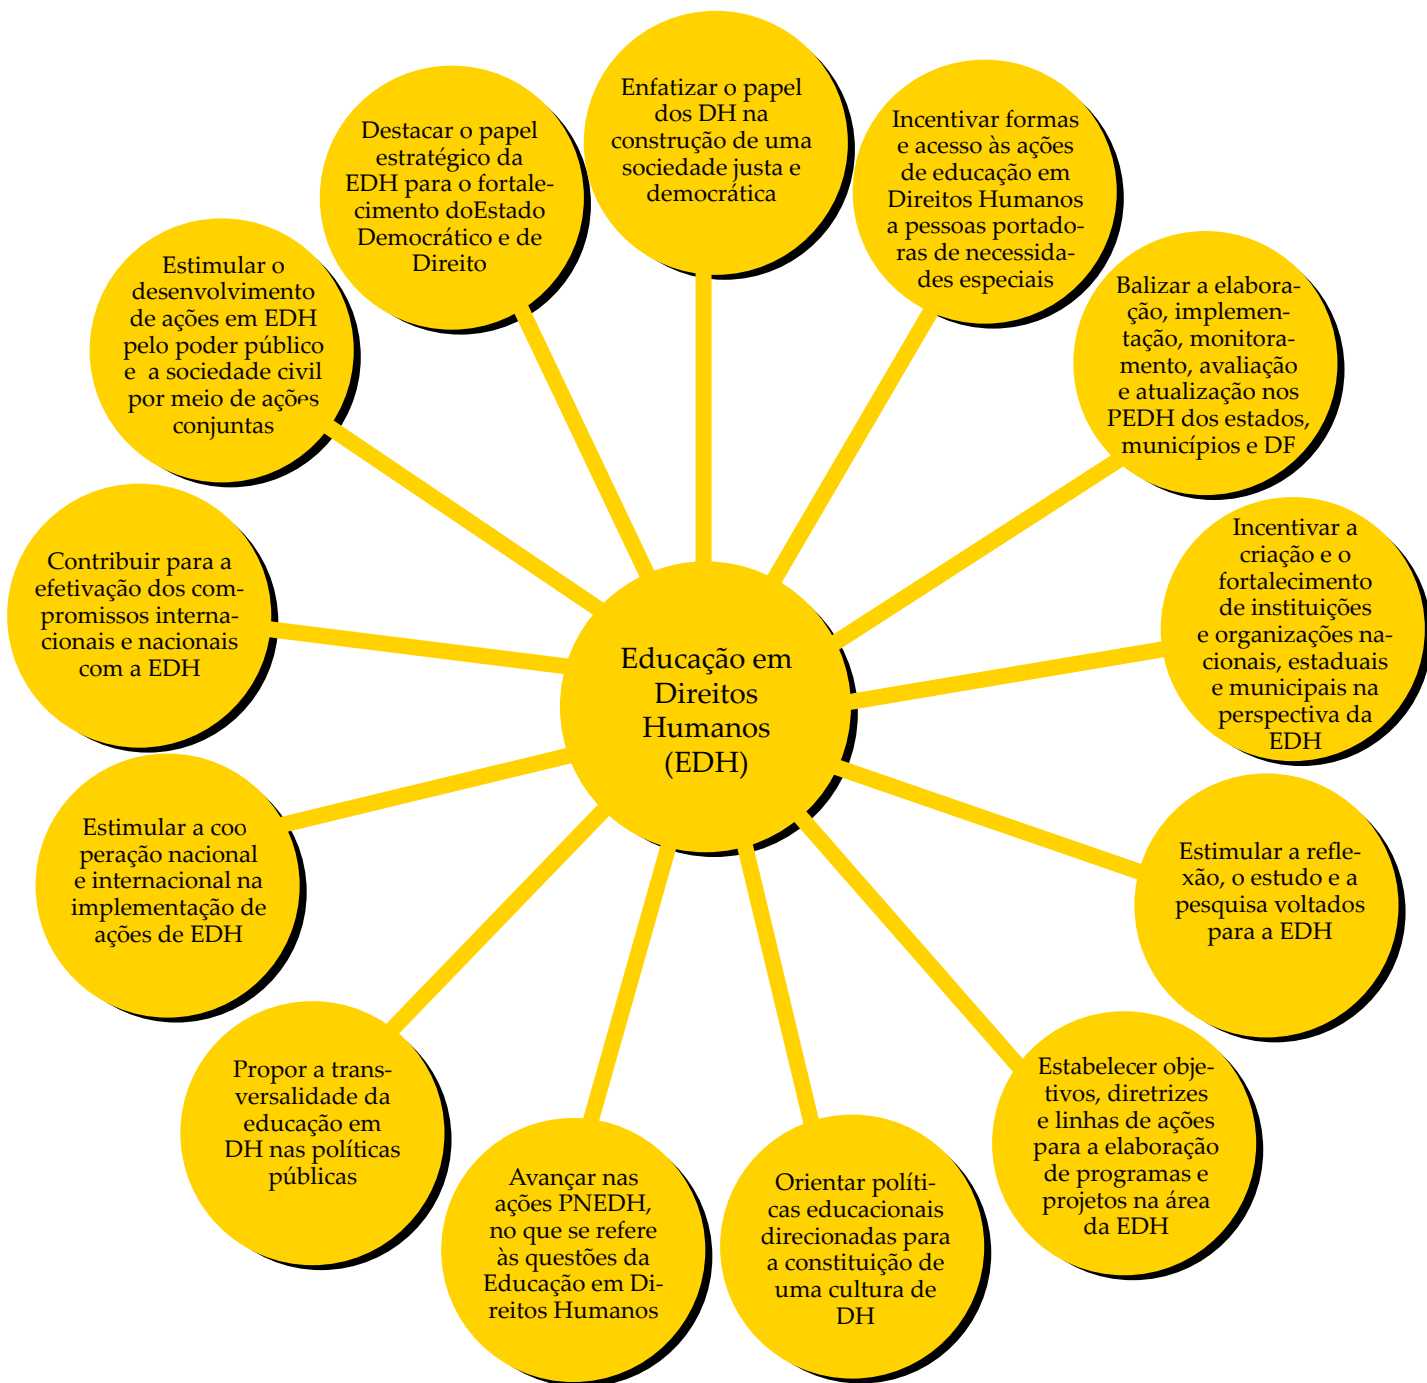 Enfatizar o papel
dos DH na
construção de uma
sociedade justa e
democrática
Incentivar formas
e acesso às ações
de educação em
Direitos Humanos
a pessoas portado-
ras de necessida-
des especiais
Balizar a elabora-
ção, implemen-
tação, monitora-
mento, avaliação
e atualização nos
PEDH dos estados,
municípios e DF
Incentivar a
criação e o
fortalecimento
de instituições
e organizações na-
cionais, estaduais
e municipais na
perspectiva da
EDH
Estimular a refle-
xão, o estudo e a
pesquisa voltados
para a EDH
Estabelecer obje-
tivos, diretrizes
e linhas de ações
para a elaboração
de programas e
projetos na área
da EDH
Orientar políti-
cas educacionais
direcionadas para
a constituição de
uma cultura de
DH
Avançar nas
ações PNEDH,
no que se refere
às questões da
Educação em Di-
reitos Humanos
Propor a trans-
versalidade da
educação em
DH nas políticas
públicas
Estimular a coo
peração nacional
e internacional na
implementação de
ações de EDH
Contribuir para a
efetivação dos com-
promissos interna-
cionais e nacionais
com a EDH
Estimular o
desenvolvimento
de ações em EDH
pelo poder público
e a sociedade civil
por meio de ações
conjuntas
Destacar o papel
estratégico da
EDH para o fortale-
cimento doEstado
Democrático e de
Direito
Educação em
Direitos
Humanos
(EDH)